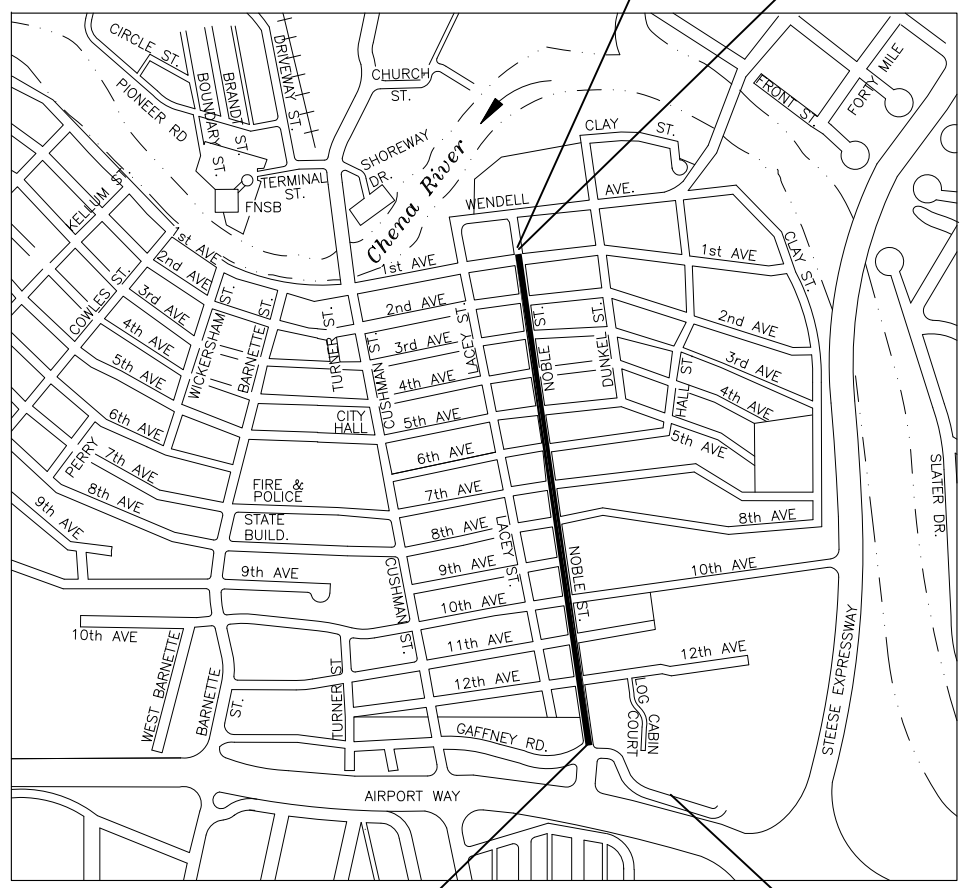 CIRCLE ST.
PIONEER RD
BOUNDARY ST.
BRANDT ST.
DRIVEWAY ST.
CHURCH
ST.
SHOREWAY
DR.
Chena River
CLAY ST.
FRONT ST.
FORTY MILE
TERMINAL
ST.
FNSB
KELLUM ST.
WENDELL AVE.
1st AVE
1st AVE
1st AVE
CLAY ST.
2nd AVE
2nd AVE
2nd AVE
COWLES ST.
3rd AVE
3rd AVE
3rd AVE
WICKERSHAM ST.
BARNETTE ST.
TURNER ST.
CUSHMAN ST.
LACEY ST.
NOBLE ST.
DUNKEL ST.
HALL ST
4th AVE
4th AVE
4th AVE
5th AVE
5th AVE
5th AVE
CITY
HALL
6th AVE
6th AVE
PERRY
7th AVE
7th AVE
FIRE &
POLICE
8th AVE
8th AVE
8th AVE
STATE
BUILD.
SLATER DR.
9th AVE
9th AVE
9th AVE
LACEY ST.
NOBLE ST.
CUSHMAN ST.
10th AVE
10th AVE
10th AVE
11th AVE
12th AVE
12th AVE
WEST BARNETTE
BARNETTE ST.
TURNER ST
LOG CABIN
COURT
STEESE EXPRESSWAY
GAFFNEY RD.
AIRPORT WAY